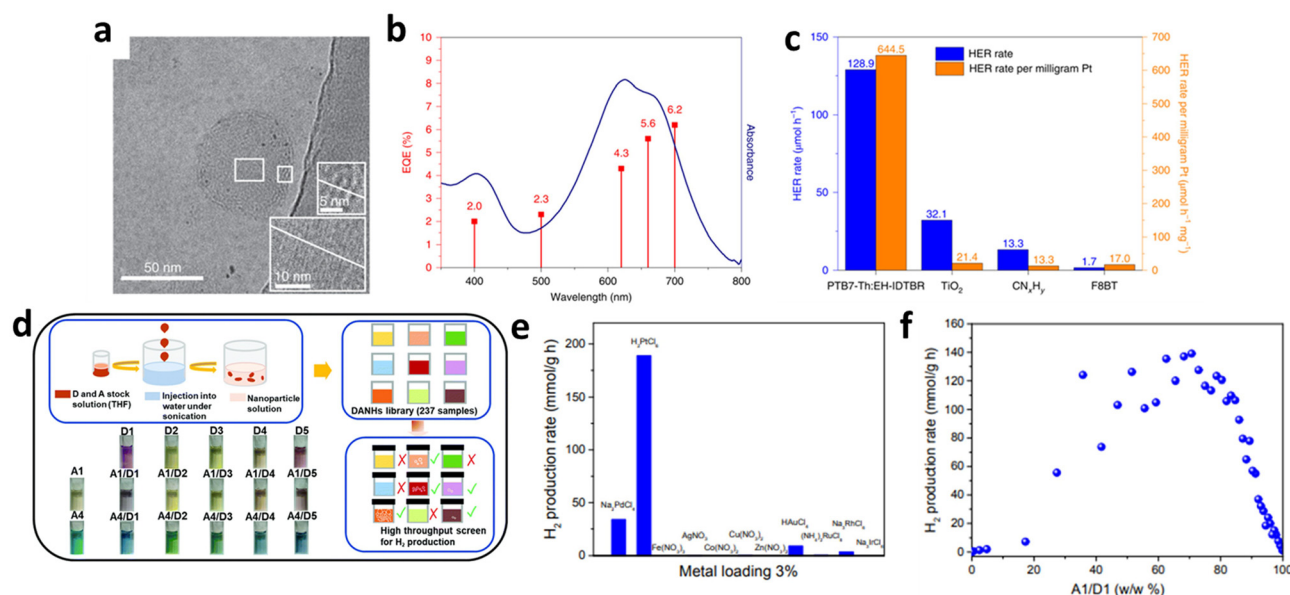 a
50 nm
5 nm
10 nm
b
EQE (%)
10
9
8
7
6
5
4
3
2
1
0
2.0
2.3
4.3
5.6
6.2
400
500
600
700
800
Wavelength (nm)
Absorbance
c
HER rate (μmol h⁻¹)
150
100
50
0
HER rate
HER rate per milligram Pt
128.9
644.5
32.1
21.4
13.3
13.3
1.7
17.0
PTB7-Th:EH-IDTBR
TiO₂
CNₓHᵧ
F8BT
700
600
500
400
300
200
100
0
HER rate per milligram Pt (μmol h⁻¹ mg⁻¹)
d
D and A stock
solution (THF)
Injection into
water under
sonication
Nanoparticle
solution
DANHs library (237 samples)
High throughput screen
for H₂ production
D1 D2 D3 D4 D5
A1 A1/D1 A1/D2 A1/D3 A1/D4 A1/D5
A4 A4/D1 A4/D2 A4/D3 A4/D4 A4/D5
e
H₂ production rate (mmol/g h)
200
150
100
50
0
Na₂PdCl₄
H₂PtCl₆
Fe(NO₃)₃
AgNO₃
Co(NO₃)₂
Cu(NO₃)₂
Zn(NO₃)₂
HAuCl₄
(NH₄)₂RuCl₆
Na₃RhCl₆
Na₂IrCl₆
Metal loading 3%
f
H₂ production rate (mmol/g h)
160
140
120
100
80
60
40
20
0
0
20
40
60
80
100
A1/D1 (w/w %)